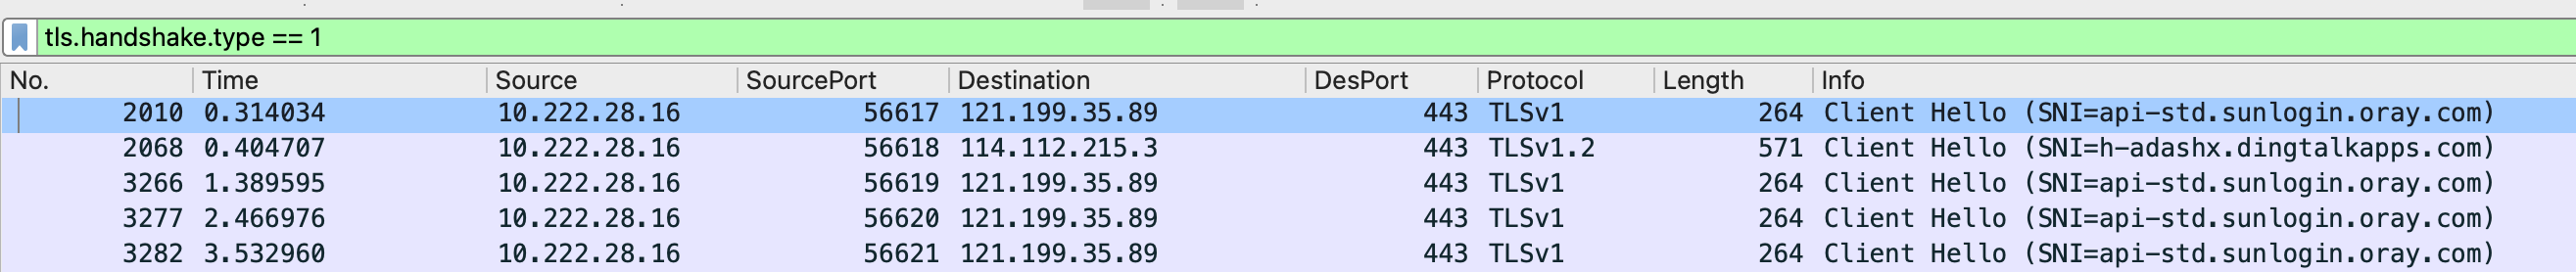 tls.handshake.type == 1
No. Time Source SourcePort Destination DesPort Protocol Length Info
2010 0.314034 10.222.28.16 56617 121.199.35.89 443 TLSv1 264 Client Hello (SNI=api-std.sunlogin.oray.com)
2068 0.404707 10.222.28.16 56618 114.112.215.3 443 TLSv1.2 571 Client Hello (SNI=h-adashx.dingtalkapps.com)
3266 1.389595 10.222.28.16 56619 121.199.35.89 443 TLSv1 264 Client Hello (SNI=api-std.sunlogin.oray.com)
3277 2.466976 10.222.28.16 56620 121.199.35.89 443 TLSv1 264 Client Hello (SNI=api-std.sunlogin.oray.com)
3282 3.532960 10.222.28.16 56621 121.199.35.89 443 TLSv1 264 Client Hello (SNI=api-std.sunlogin.oray.com)